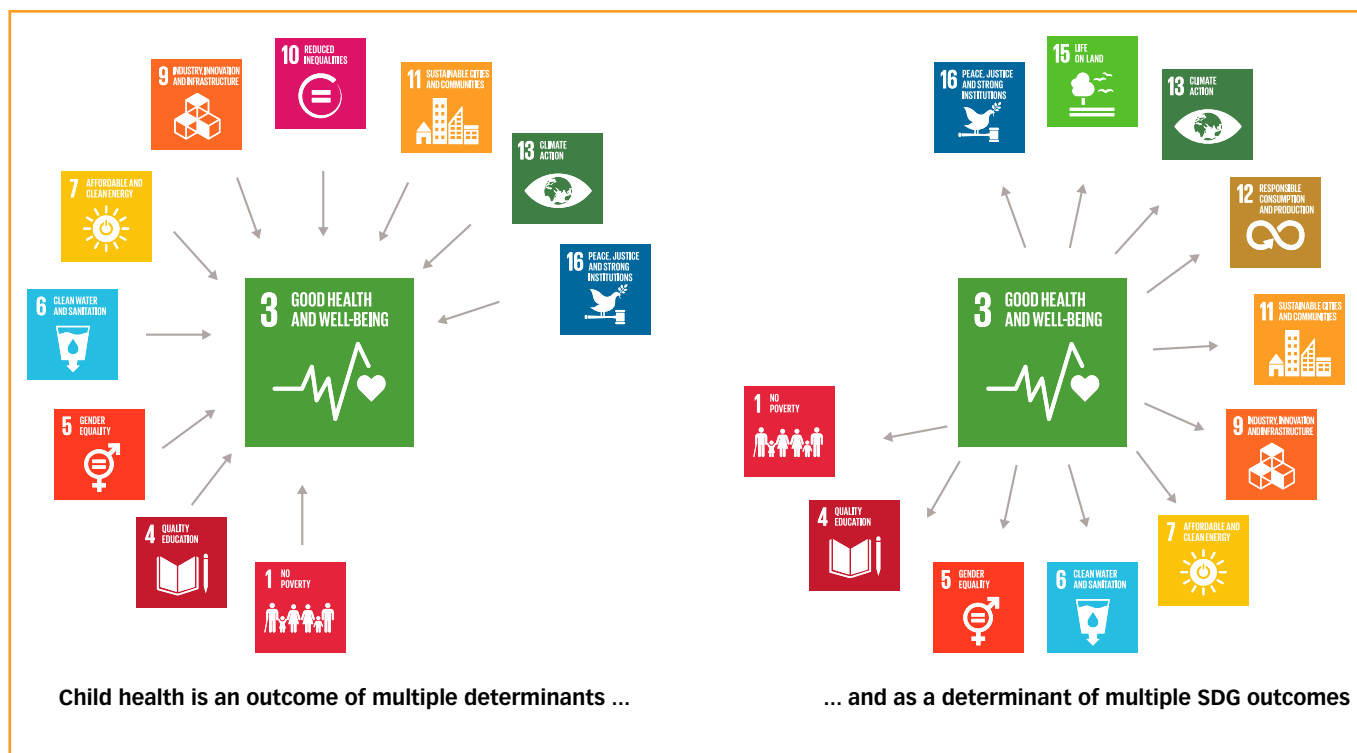 10 REDUCED
INEQUALITIES
9 INDUSTRY, INNOVATION
AND INFRASTRUCTURE
11 SUSTAINABLE CITIES
AND COMMUNITIES
13 CLIMATE
ACTION
7 AFFORDABLE AND
CLEAN ENERGY
16 PEACE, JUSTICE
AND STRONG
INSTITUTIONS
6 CLEAN WATER
AND SANITATION
3 GOOD HEALTH
AND WELL-BEING
5 GENDER
EQUALITY
4 QUALITY
EDUCATION
1 NO
POVERTY
Child health is an outcome of multiple determinants ...
15 LIFE
ON LAND
16 PEACE, JUSTICE
AND STRONG
INSTITUTIONS
13 CLIMATE
ACTION
12 RESPONSIBLE
CONSUMPTION
AND PRODUCTION
3 GOOD HEALTH
AND WELL-BEING
11 SUSTAINABLE CITIES
AND COMMUNITIES
1 NO
POVERTY
9 INDUSTRY, INNOVATION
AND INFRASTRUCTURE
4 QUALITY
EDUCATION
7 AFFORDABLE AND
CLEAN ENERGY
5 GENDER
EQUALITY
6 CLEAN WATER
AND SANITATION
... and as a determinant of multiple SDG outcomes